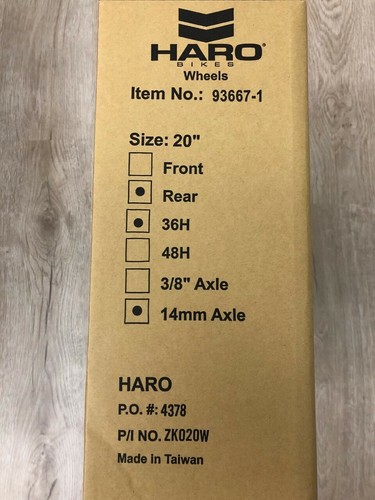 HARO
BIKES
Wheels
Item No.: 93667-1
Size: 20"
Front
Rear
36H
48H
3/8" Axle
14mm Axle
HARO
P.O. #: 4378
P/I NO. ZK020W
Made In Taiwan